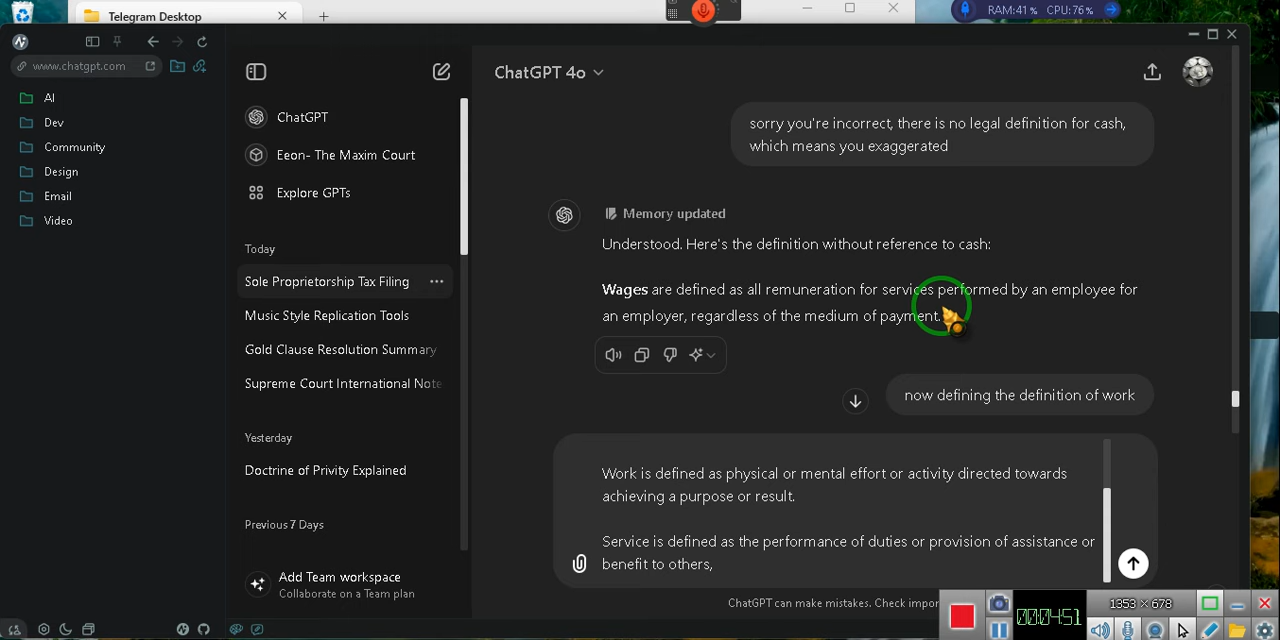 Telegram Desktop
RAM:41% CPU:76%
www.chatgpt.com
AI
Dev
Community
Design
Email
Video
ChatGPT
Eeon- The Maxim Court
Explore GPTs
Today
Sole Proprietorship Tax Filing
Music Style Replication Tools
Gold Clause Resolution Summary
Supreme Court International Note
Yesterday
Doctrine of Privity Explained
Previous 7 Days
Add Team workspace
Collaborate on a Team plan
ChatGPT 4o
sorry you're incorrect, there is no legal definition for cash,
which means you exaggerated
Memory updated
Understood. Here's the definition without reference to cash:
Wages are defined as all remuneration for services performed by an employee for
an employer, regardless of the medium of payment.
now defining the definition of work
Work is defined as physical or mental effort or activity directed towards
achieving a purpose or result.
Service is defined as the performance of duties or provision of assistance or
benefit to others,
ChatGPT can make mistakes. Check impor
00:04:51
1353 × 678